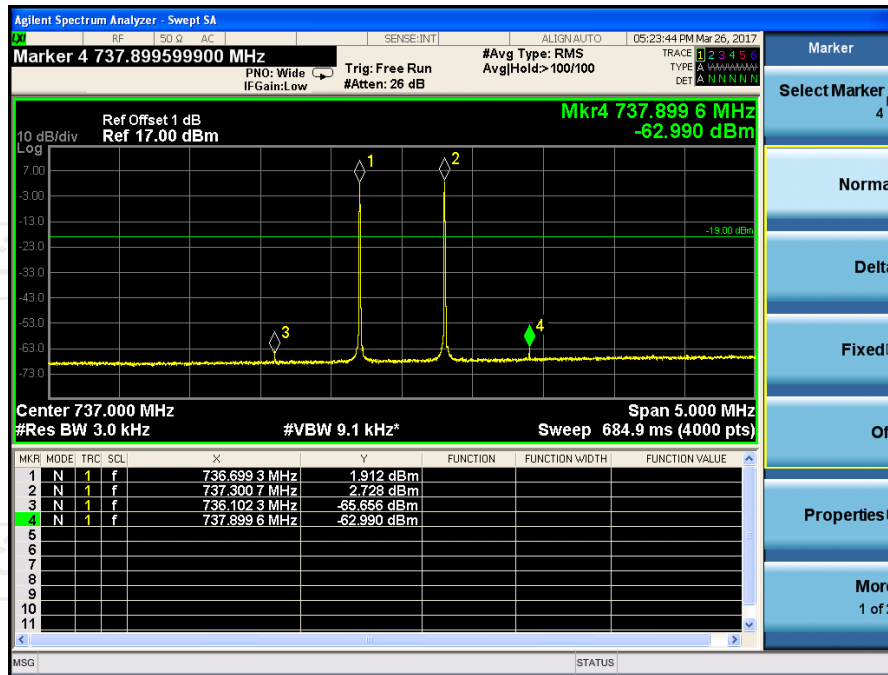 Agilent Spectrum Analyzer - Swept SA
LXI RF 50 Ω AC SENSE:INT ALIGN AUTO 05:23:44 PM Mar 26, 2017
Marker 4 737.899599900 MHz
PNO: Wide
IFGain:Low
Trig: Free Run
#Atten: 26 dB
#Avg Type: RMS
Avg|Hold:>100/100
TRACE 1 2 3 4 5 6
TYPE A WWWWW
DET A N N N N N
Mkr4 737.899 6 MHz
-62.990 dBm
Ref Offset 1 dB
10 dB/div Ref 17.00 dBm
Log
7.00
-3.00
-13.0
-23.0
-33.0
-43.0
-53.0
-63.0
-73.0
1
2
3
4
-19.00 dBm
Center 737.000 MHz Span 5.000 MHz
#Res BW 3.0 kHz #VBW 9.1 kHz* Sweep 684.9 ms (4000 pts)
MKR MODE TRC SCL X Y FUNCTION FUNCTION WIDTH FUNCTION VALUE
1 N 1 f 736.699 3 MHz 1.912 dBm
2 N 1 f 737.300 7 MHz 2.728 dBm
3 N 1 f 736.102 3 MHz -65.656 dBm
4 N 1 f 737.899 6 MHz -62.990 dBm
5
6
7
8
9
10
11
MSG STATUS
Marker
Select Marker
4
Norma
Delta
Fixed
Of
Properties
More
1 of 2